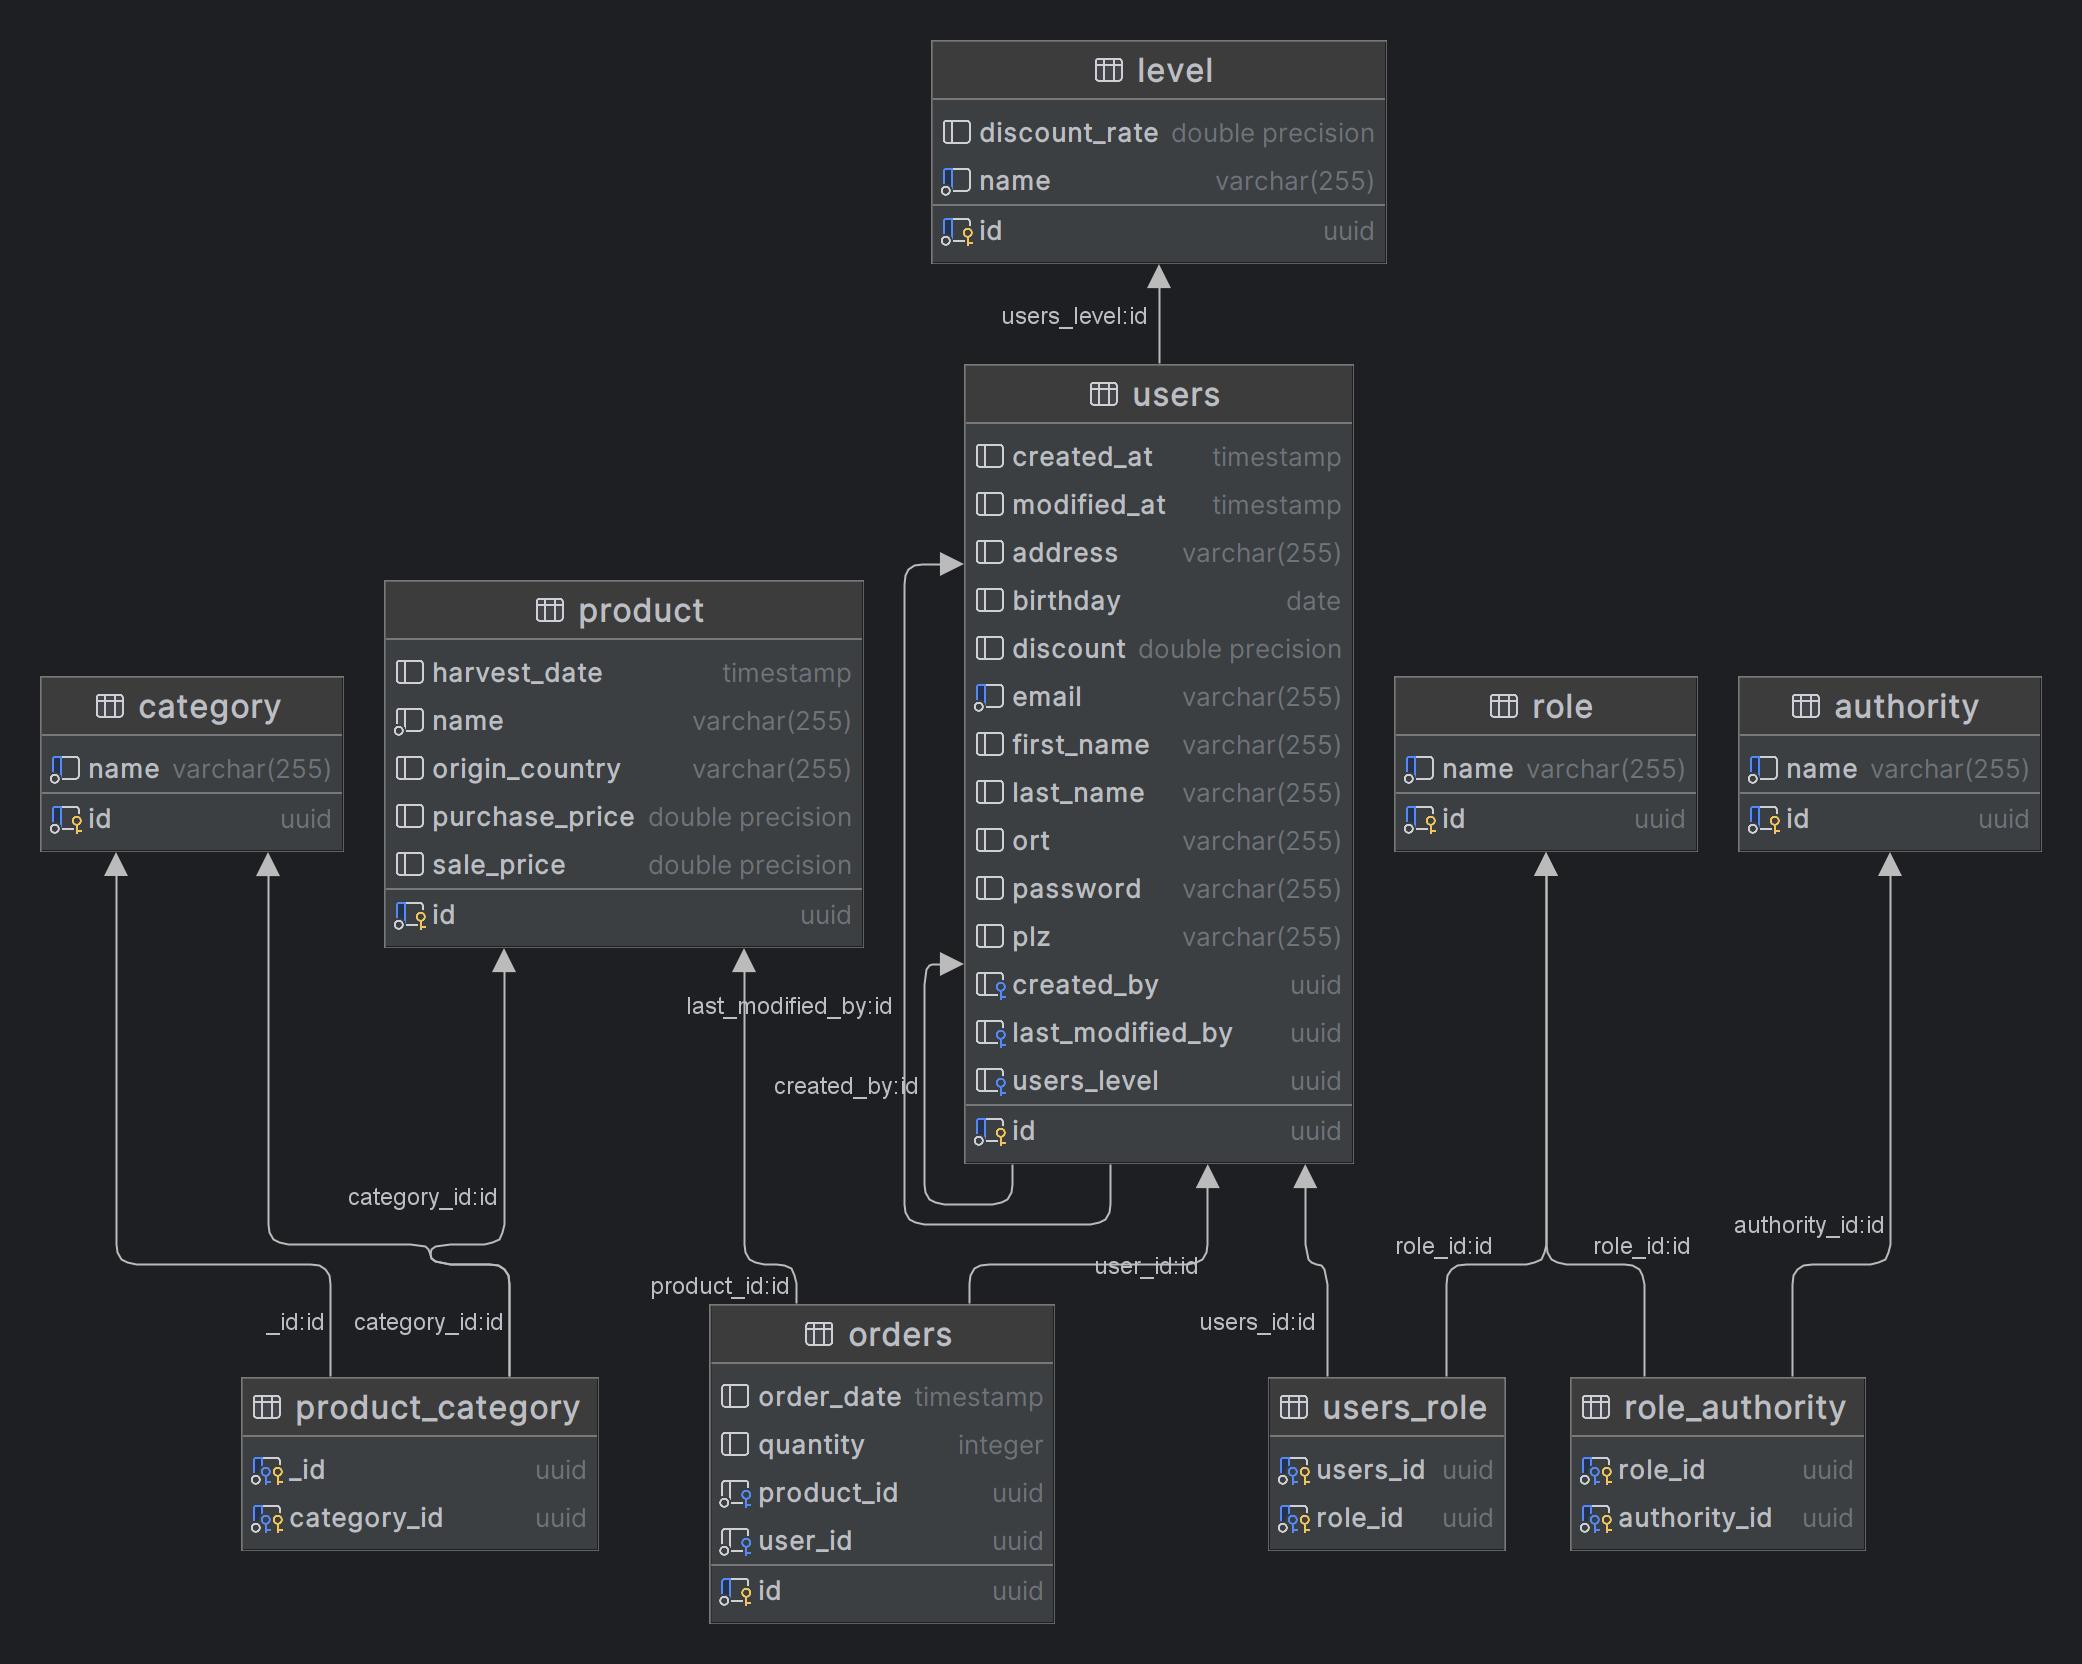 level
discount_rate double precision
name varchar(255)
id uuid
users_level:id
users
created_at timestamp
modified_at timestamp
address varchar(255)
birthday date
discount double precision
email varchar(255)
first_name varchar(255)
last_name varchar(255)
ort varchar(255)
password varchar(255)
plz varchar(255)
created_by uuid
last_modified_by uuid
users_level uuid
id uuid
product
harvest_date timestamp
name varchar(255)
origin_country varchar(255)
purchase_price double precision
sale_price double precision
id uuid
category
name varchar(255)
id uuid
role
name varchar(255)
id uuid
authority
name varchar(255)
id uuid
last_modified_by:id
created_by:id
category_id:id
authority_id:id
role_id:id
role_id:id
user_id:id
product_id:id
_id:id
category_id:id
users_id:id
product_category
_id uuid
category_id uuid
orders
order_date timestamp
quantity integer
product_id uuid
user_id uuid
id uuid
users_role
users_id uuid
role_id uuid
role_authority
role_id uuid
authority_id uuid